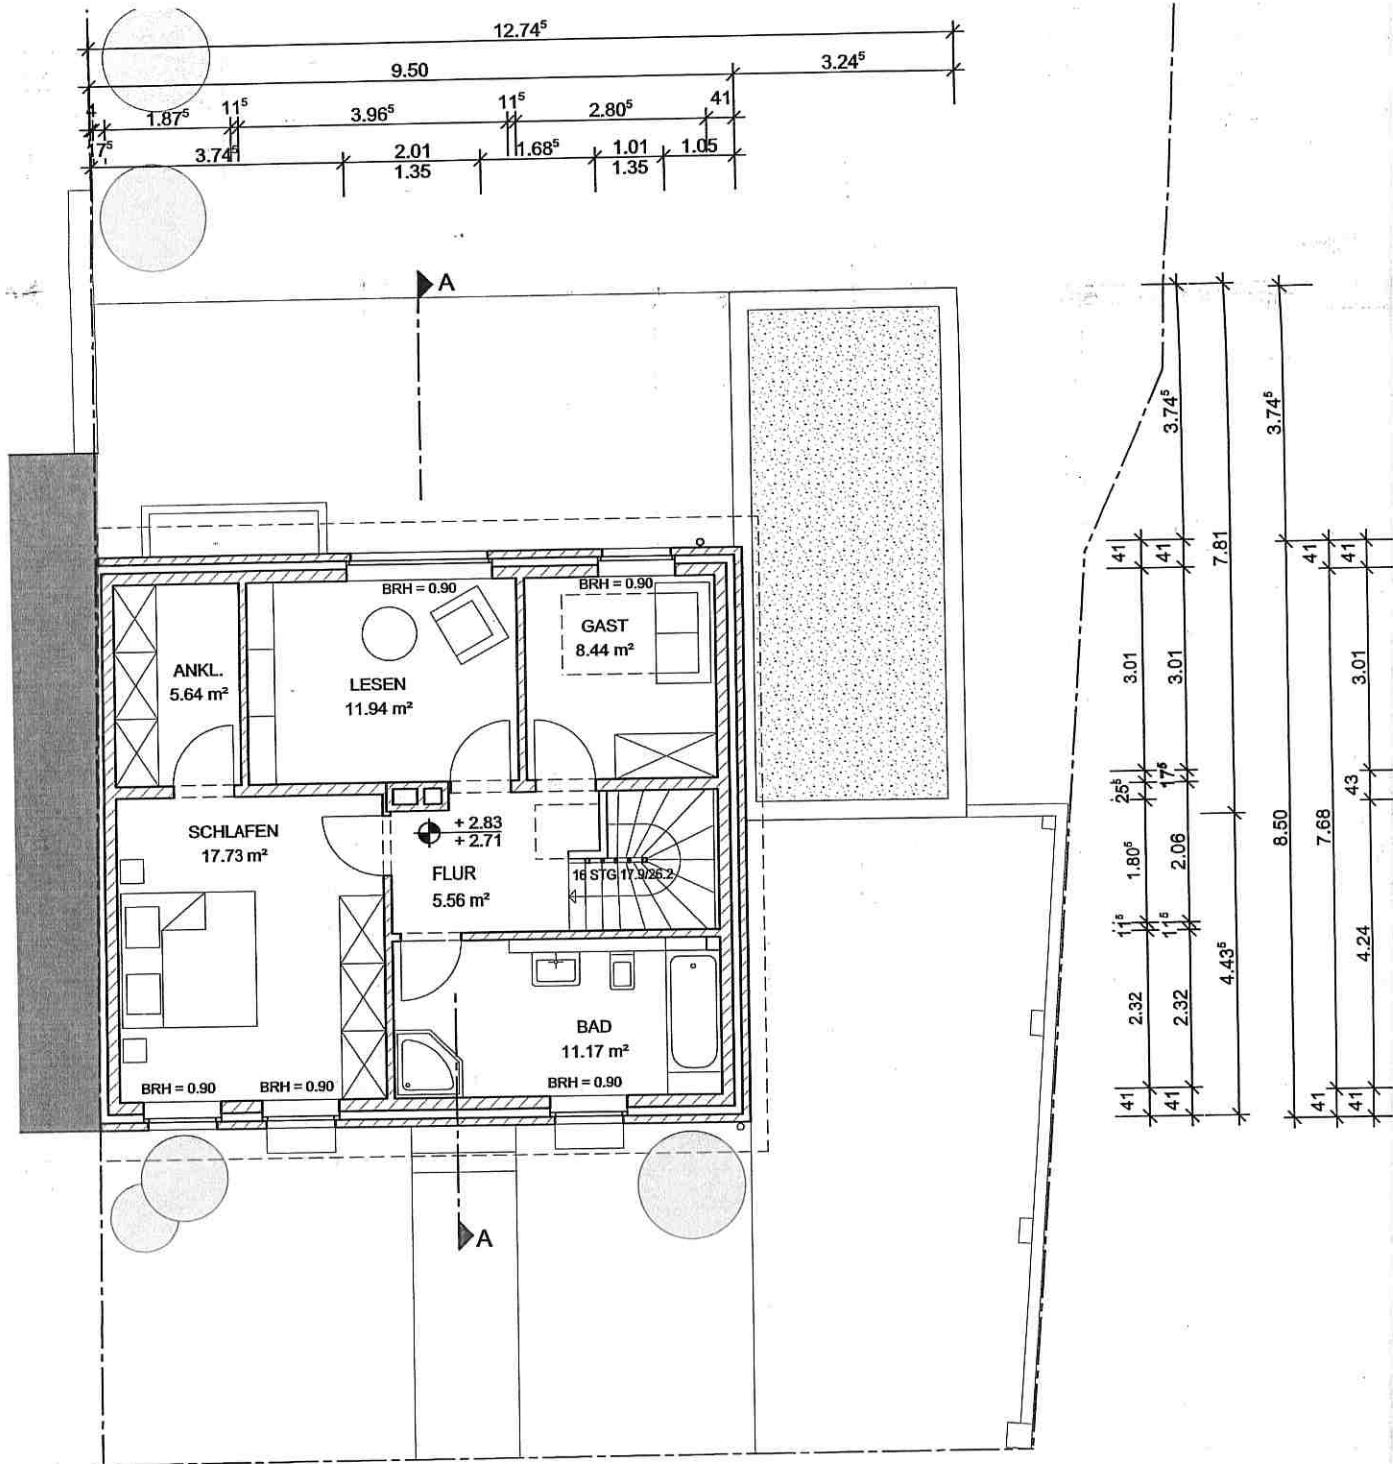 12.74⁵
9.50
3.24⁵
4
1.87⁵
11⁵
3.96⁵
11⁵
2.80⁵
41
7⁵
3.74⁵
2.01
1.35
1.68⁵
1.01
1.35
1.05
A
3.74⁵
7.81
3.74⁵
41
41
41
41
BRH = 0.90
BRH = 0.90
GAST
8.44 m²
ANKL.
5.64 m²
LESEN
11.94 m²
3.01
3.01
3.01
25⁵
17⁵
43
SCHLAFEN
17.73 m²
+ 2.83
+ 2.71
FLUR
5.56 m²
16 STG 17.9/26.2
1.80⁵
2.06
8.50
7.68
11⁵
11⁵
4.43⁵
4.24
2.32
2.32
BAD
11.17 m²
BRH = 0.90
BRH = 0.90
BRH = 0.90
41
41
41
41
A